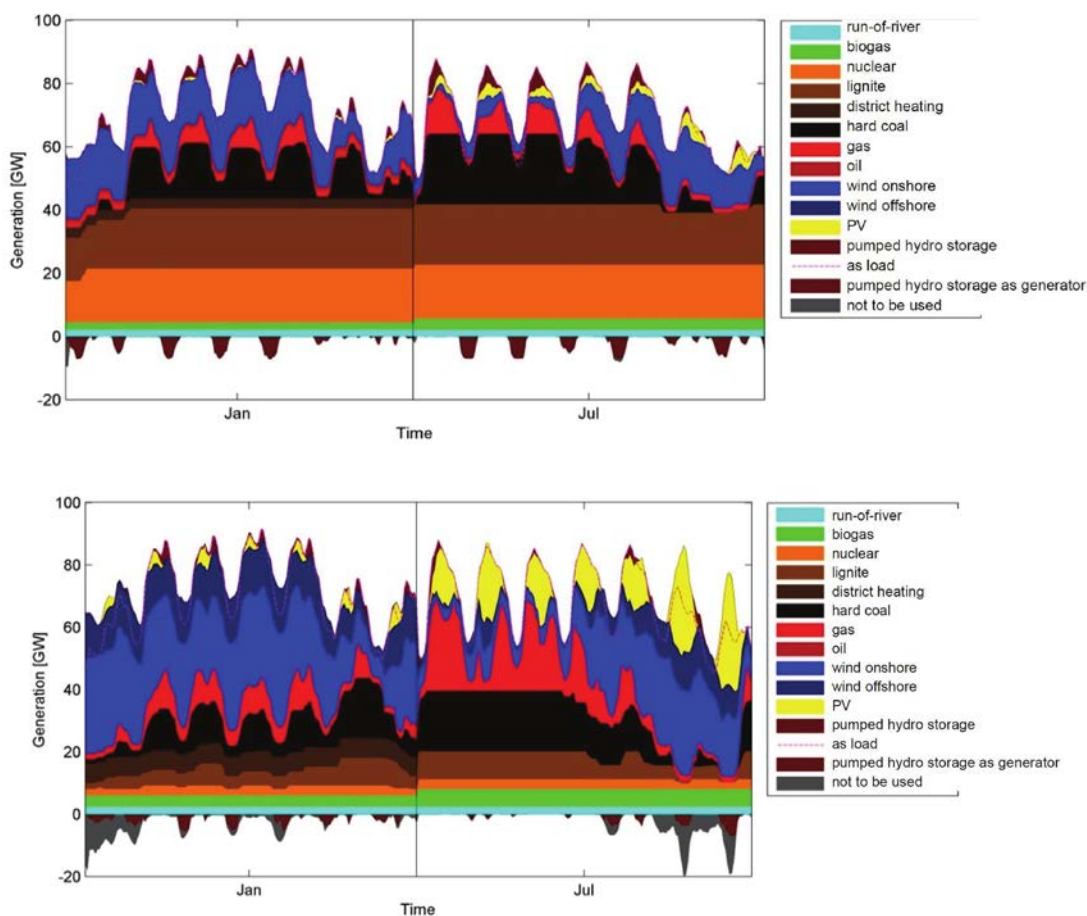 100
80
60
40
20
0
-20
Generation [GW]
Jan
Jul
Time
run-of-river
biogas
nuclear
lignite
district heating
hard coal
gas
oil
wind onshore
wind offshore
PV
pumped hydro storage
as load
pumped hydro storage as generator
not to be used
100
80
60
40
20
0
-20
Generation [GW]
Jan
Jul
Time
run-of-river
biogas
nuclear
lignite
district heating
hard coal
gas
oil
wind onshore
wind offshore
PV
pumped hydro storage
as load
pumped hydro storage as generator
not to be used